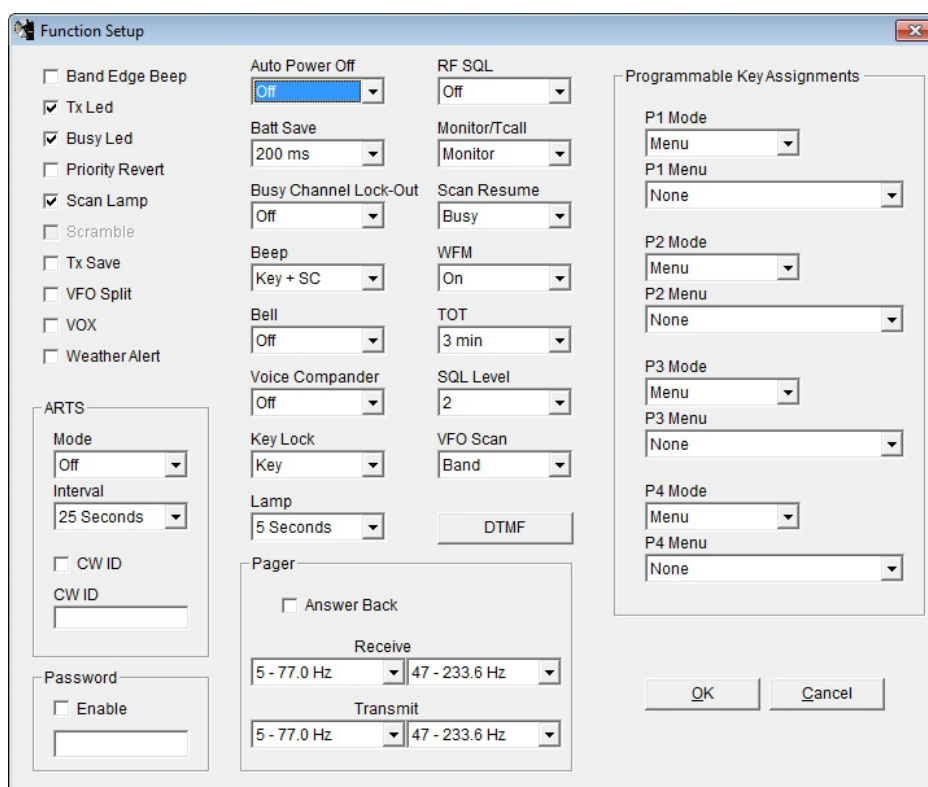 Function Setup
Band Edge Beep
Tx Led
Busy Led
Priority Revert
Scan Lamp
Scramble
Tx Save
VFO Split
VOX
Weather Alert
ARTS
Mode
Off
Interval
25 Seconds
CW ID
CW ID
Password
Enable
Auto Power Off
Off
Batt Save
200 ms
Busy Channel Lock-Out
Off
Beep
Key + SC
Bell
Off
Voice Compander
Off
Key Lock
Key
Lamp
5 Seconds
RF SQL
Off
Monitor/Tcall
Monitor
Scan Resume
Busy
WFM
On
TOT
3 min
SQL Level
2
VFO Scan
Band
DTMF
Pager
Answer Back
Receive
5 - 77.0 Hz 47 - 233.6 Hz
Transmit
5 - 77.0 Hz 47 - 233.6 Hz
Programmable Key Assignments
P1 Mode
Menu
P1 Menu
None
P2 Mode
Menu
P2 Menu
None
P3 Mode
Menu
P3 Menu
None
P4 Mode
Menu
P4 Menu
None
OK Cancel